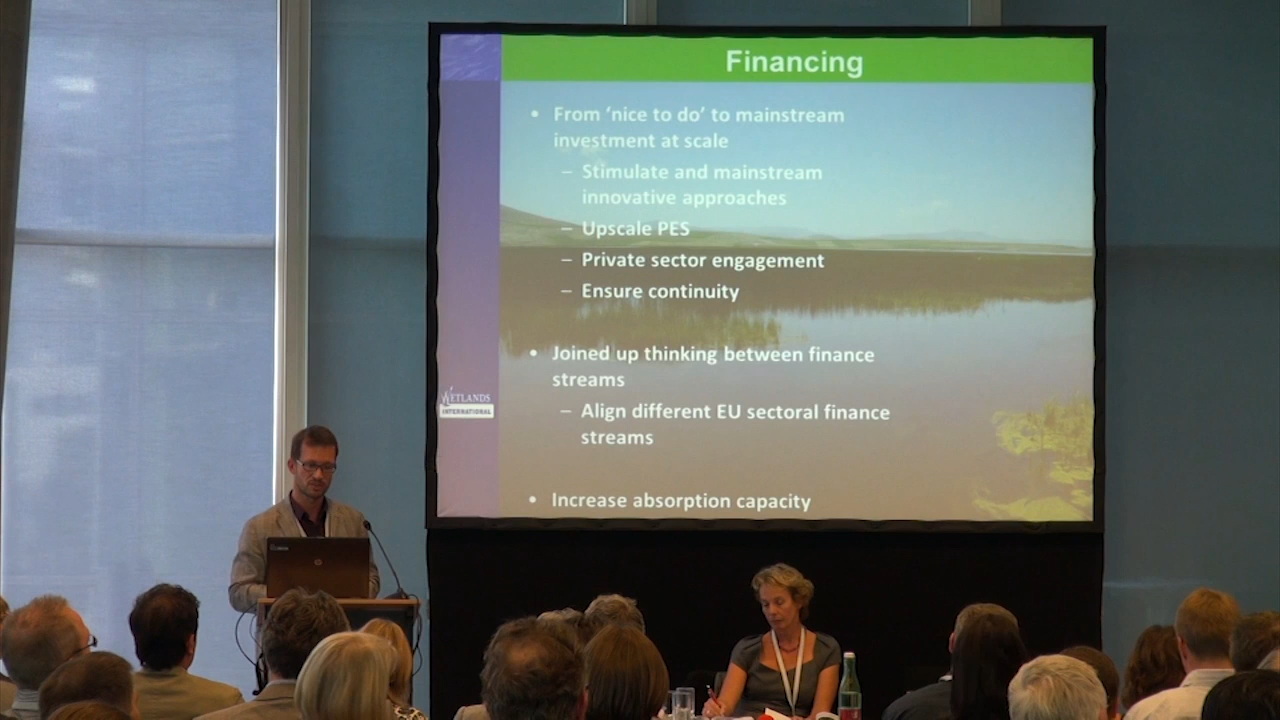 Financing
• From ‘nice to do’ to mainstream
investment at scale
– Stimulate and mainstream
innovative approaches
– Upscale PES
– Private sector engagement
– Ensure continuity
• Joined up thinking between finance
streams
– Align different EU sectoral finance
streams
• Increase absorption capacity
WETLANDS
INTERNATIONAL